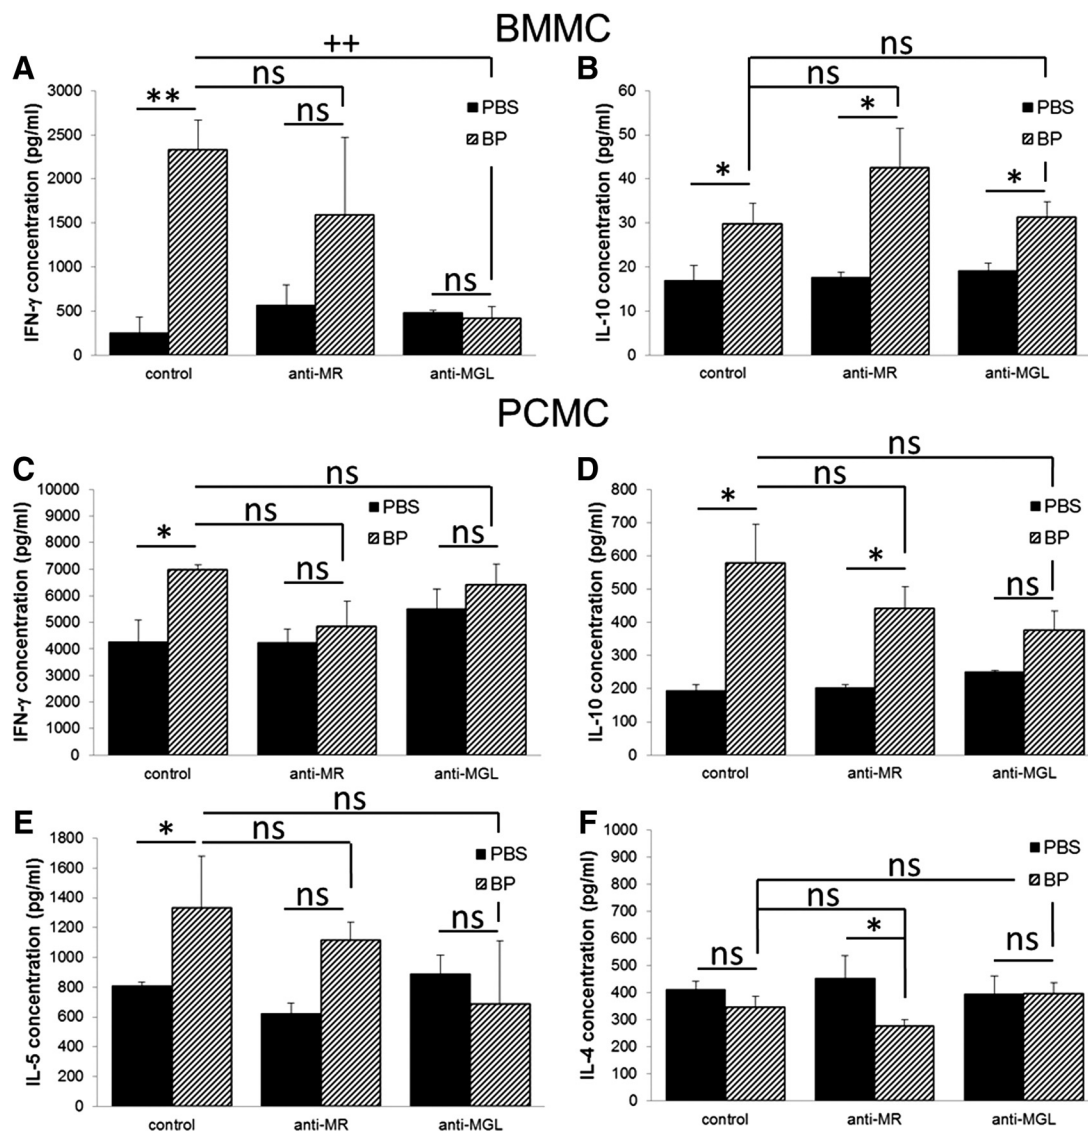 BMMC
A
++
ns
**
ns
ns
IFN-γ concentration (pg/ml)
3000
2500
2000
1500
1000
500
0
PBS
BP
control
anti-MR
anti-MGL
B
ns
ns
*
*
*
IL-10 concentration (pg/ml)
60
50
40
30
20
10
0
PBS
BP
control
anti-MR
anti-MGL
PCMC
C
ns
ns
*
ns
ns
IFN-γ concentration (pg/ml)
10000
9000
8000
7000
6000
5000
4000
3000
2000
1000
0
PBS
BP
control
anti-MR
anti-MGL
D
ns
ns
*
*
ns
IL-10 concentration (pg/ml)
800
700
600
500
400
300
200
100
0
PBS
BP
control
anti-MR
anti-MGL
E
ns
ns
*
ns
ns
IL-5 concentration (pg/ml)
1800
1600
1400
1200
1000
800
600
400
200
0
PBS
BP
control
anti-MR
anti-MGL
F
ns
ns
*
ns
ns
IL-4 concentration (pg/ml)
1000
900
800
700
600
500
400
300
200
100
0
PBS
BP
control
anti-MR
anti-MGL